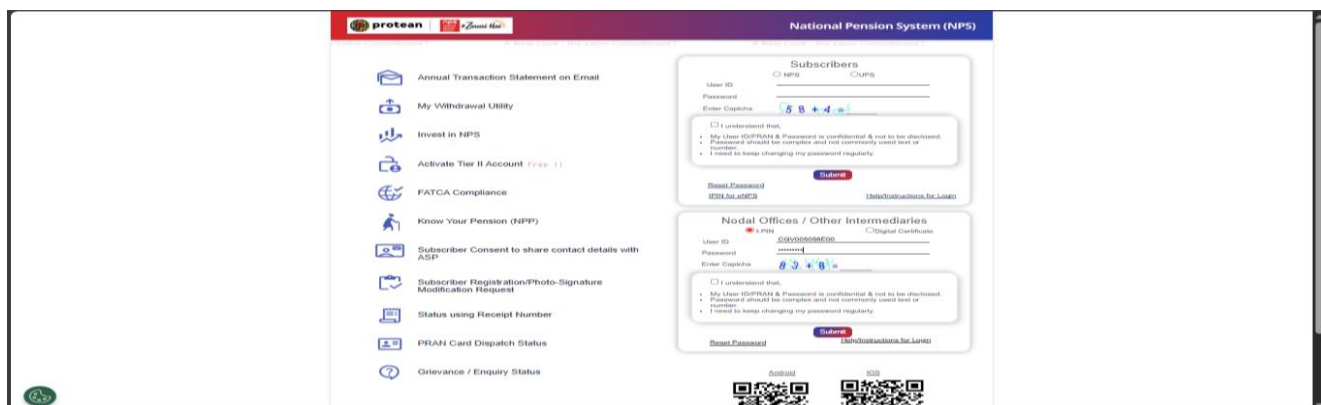 protean
National Pension System (NPS)
Annual Transaction Statement on Email
My Withdrawal Utility
Invest in NPS
Activate Tier II Account Free !!
FATCA Compliance
Know Your Pension (NPP)
Subscriber Consent to share contact details with
ASP
Subscriber Registration/Photo-Signature
Modification Request
Status using Receipt Number
PRAN Card Dispatch Status
Grievance / Enquiry Status
Subscribers
NPS UPS
User ID
Password
Enter Captcha 5 8 + 4 =
I understand that,
My User ID/PRAN & Password is confidential & not to be disclosed.
Password should be complex and not commonly used text or
number.
I need to keep changing my password regularly.
Submit
Reset Password
IPIN for eNPS Help/Instructions for Login
Nodal Offices / Other Intermediaries
I-PIN Digital Certificate
User ID
Password
Enter Captcha 8 3 + 8 =
I understand that,
My User ID/PRAN & Password is confidential & not to be disclosed.
Password should be complex and not commonly used text or
number.
I need to keep changing my password regularly.
Submit
Reset Password Help/Instructions for Login
Android IOS